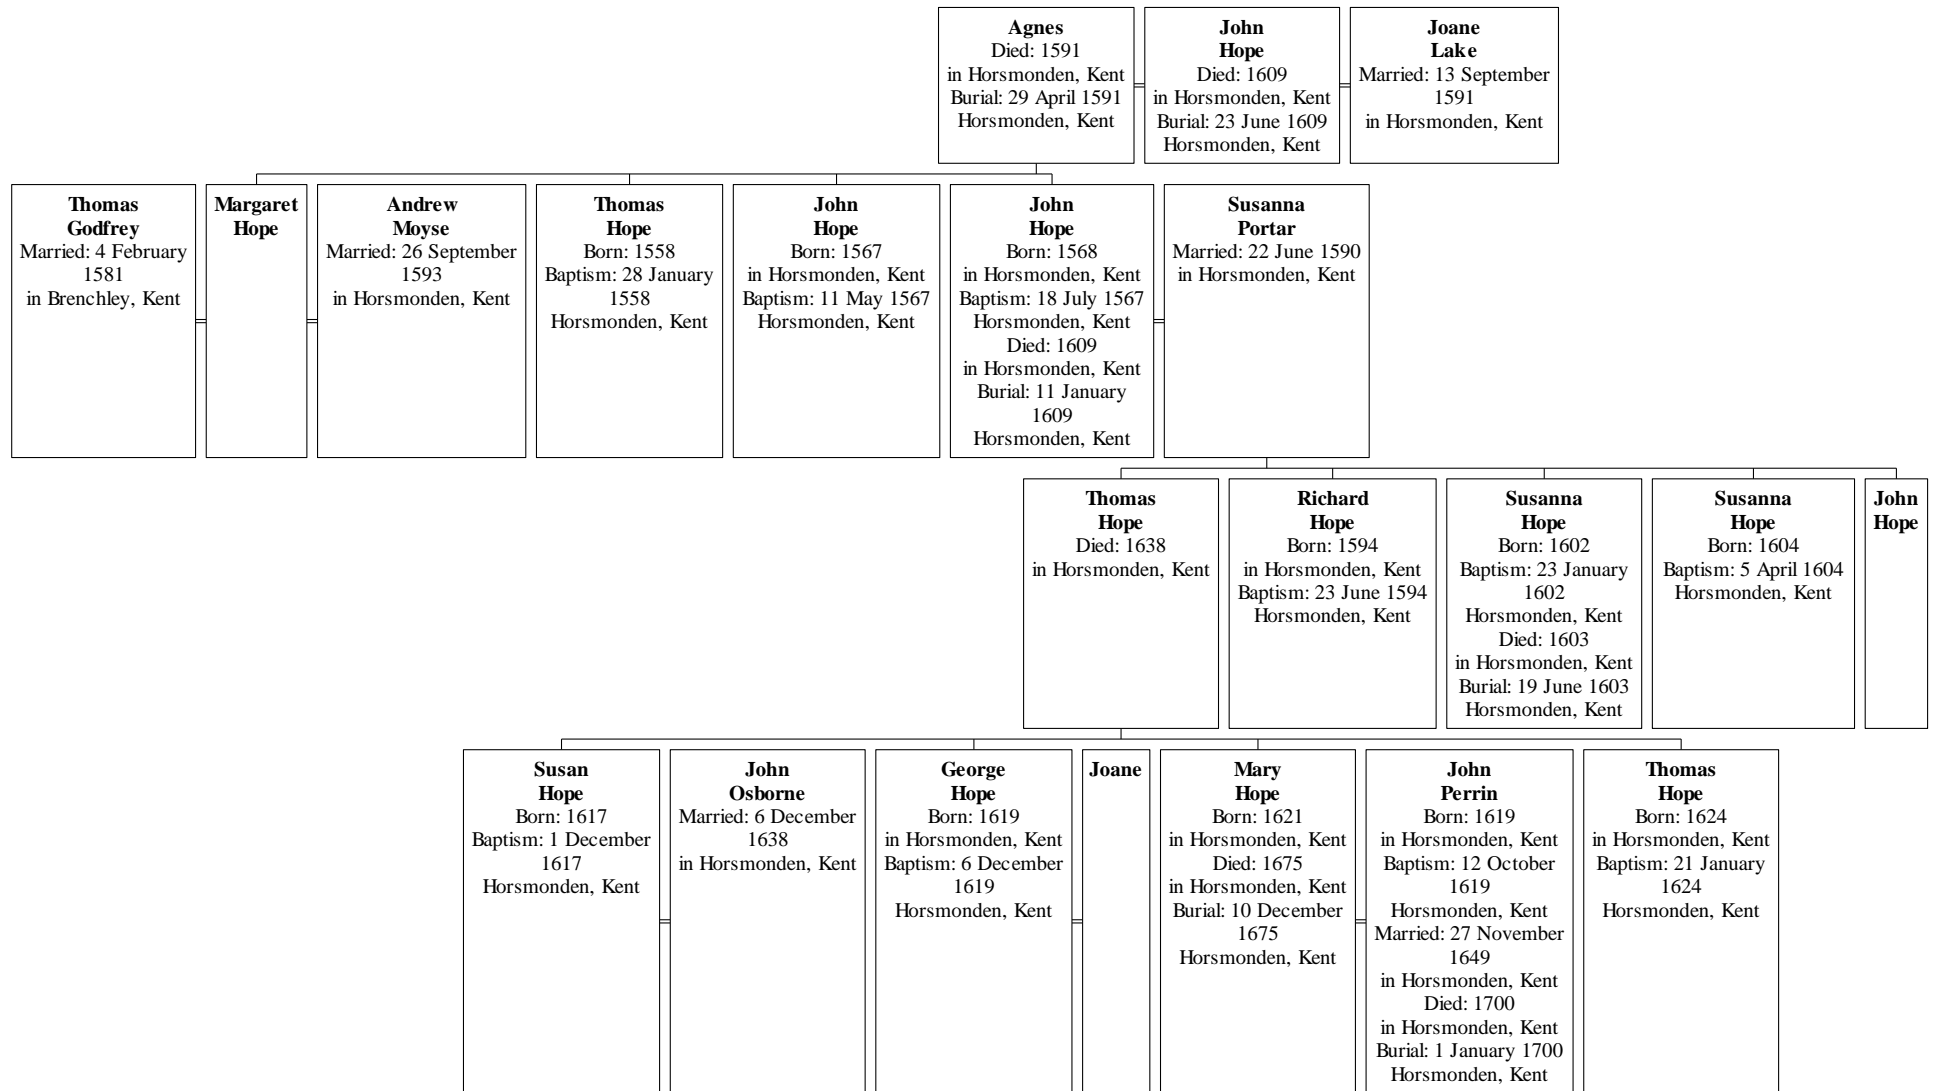 Agnes
Died: 1591
in Horsmonden, Kent
Burial: 29 April 1591
Horsmonden, Kent
John
Hope
Died: 1609
in Horsmonden, Kent
Burial: 23 June 1609
Horsmonden, Kent
Joane
Lake
Married: 13 September
1591
in Horsmonden, Kent
Thomas
Godfrey
Married: 4 February
1581
in Brenchley, Kent
Margaret
Hope
Andrew
Moyse
Married: 26 September
1593
in Horsmonden, Kent
Thomas
Hope
Born: 1558
Baptism: 28 January
1558
Horsmonden, Kent
John
Hope
Born: 1567
in Horsmonden, Kent
Baptism: 11 May 1567
Horsmonden, Kent
John
Hope
Born: 1568
in Horsmonden, Kent
Baptism: 18 July 1567
Horsmonden, Kent
Died: 1609
in Horsmonden, Kent
Burial: 11 January
1609
Horsmonden, Kent
Susanna
Portar
Married: 22 June 1590
in Horsmonden, Kent
Thomas
Hope
Died: 1638
in Horsmonden, Kent
Richard
Hope
Born: 1594
in Horsmonden, Kent
Baptism: 23 June 1594
Horsmonden, Kent
Susanna
Hope
Born: 1602
Baptism: 23 January
1602
Horsmonden, Kent
Died: 1603
in Horsmonden, Kent
Burial: 19 June 1603
Horsmonden, Kent
Susanna
Hope
Born: 1604
Baptism: 5 April 1604
Horsmonden, Kent
John
Hope
Susan
Hope
Born: 1617
Baptism: 1 December
1617
Horsmonden, Kent
John
Osborne
Married: 6 December
1638
in Horsmonden, Kent
George
Hope
Born: 1619
in Horsmonden, Kent
Baptism: 6 December
1619
Horsmonden, Kent
Joane
Mary
Hope
Born: 1621
in Horsmonden, Kent
Died: 1675
in Horsmonden, Kent
Burial: 10 December
1675
Horsmonden, Kent
John
Perrin
Born: 1619
in Horsmonden, Kent
Baptism: 12 October
1619
Horsmonden, Kent
Married: 27 November
1649
in Horsmonden, Kent
Died: 1700
in Horsmonden, Kent
Burial: 1 January 1700
Horsmonden, Kent
Thomas
Hope
Born: 1624
in Horsmonden, Kent
Baptism: 21 January
1624
Horsmonden, Kent